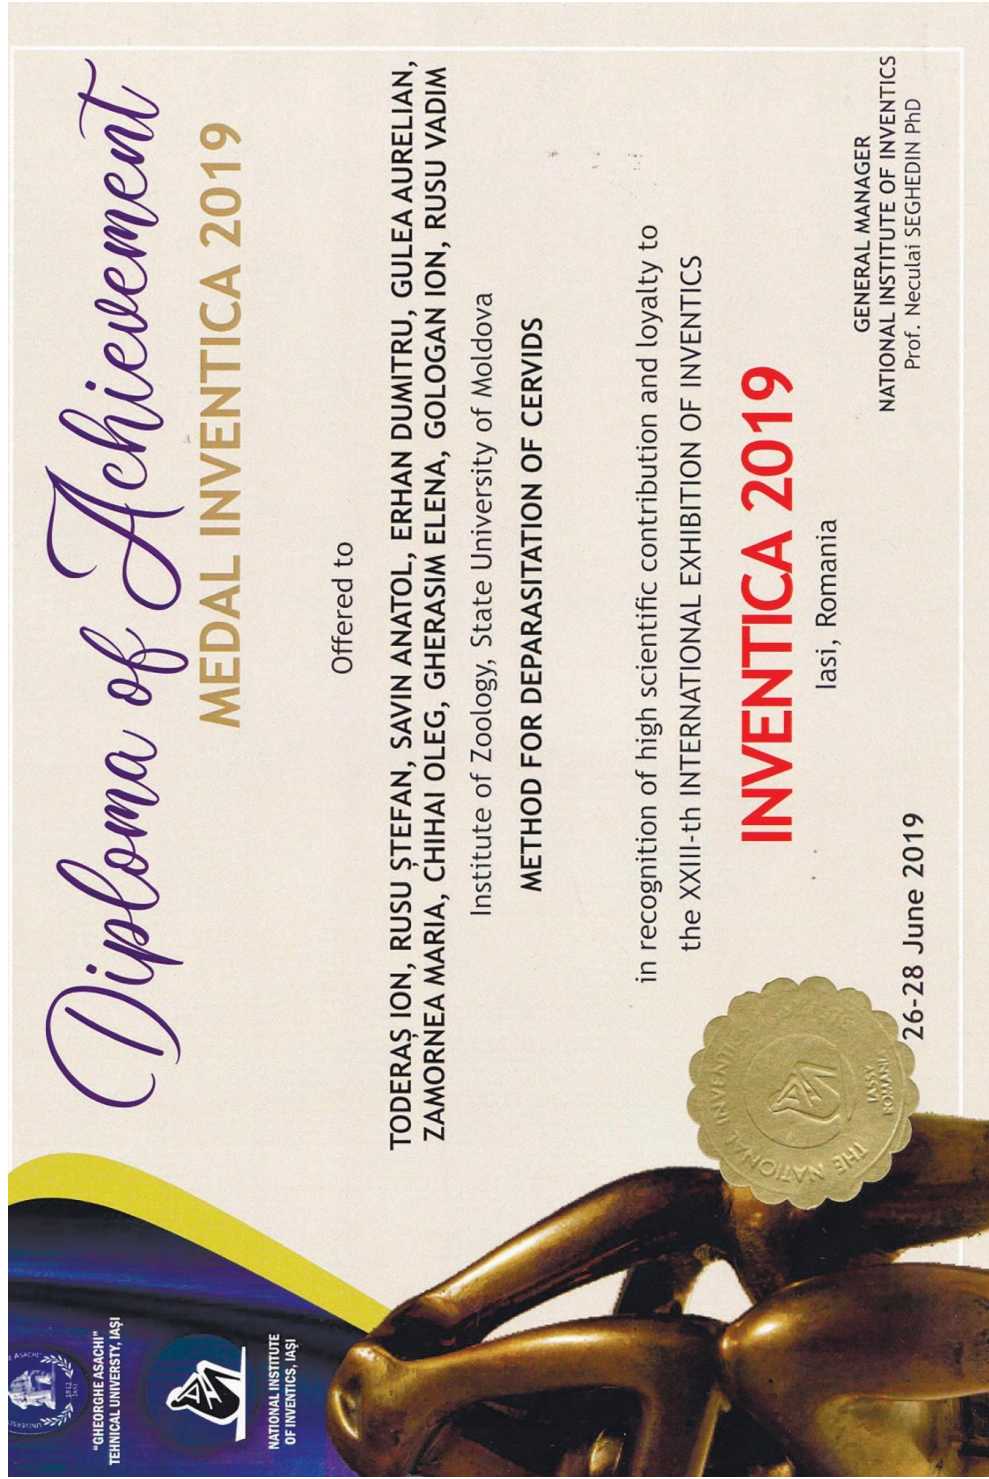 Diploma of Achievement
MEDAL INVENTICA 2019
Offered to
TODERAȘ ION, RUSU ȘTEFAN, SAVIN ANATOL, ERHAN DUMITRU, GULEA AURELIAN,
ZAMORNEA MARIA, CHIHAI OLEG, GHERASIM ELENA, GOLOGAN ION, RUSU VADIM
Institute of Zoology, State University of Moldova
METHOD FOR DEPARASITATION OF CERVIDS
in recognition of high scientific contribution and loyalty to
the XXIII-th INTERNATIONAL EXHIBITION OF INVENTICS
INVENTICA 2019
Iasi, Romania
26-28 June 2019
GENERAL MANAGER
NATIONAL INSTITUTE OF INVENTICS
Prof. Neculai SEGHEDIN PhD
"GHEORGHE ASACHI"
TEHNICAL UNIVERSTY, IAȘI
NATIONAL INSTITUTE
OF INVENTICS, IAȘI
THE NATIONAL
IASSY
1912
IASI